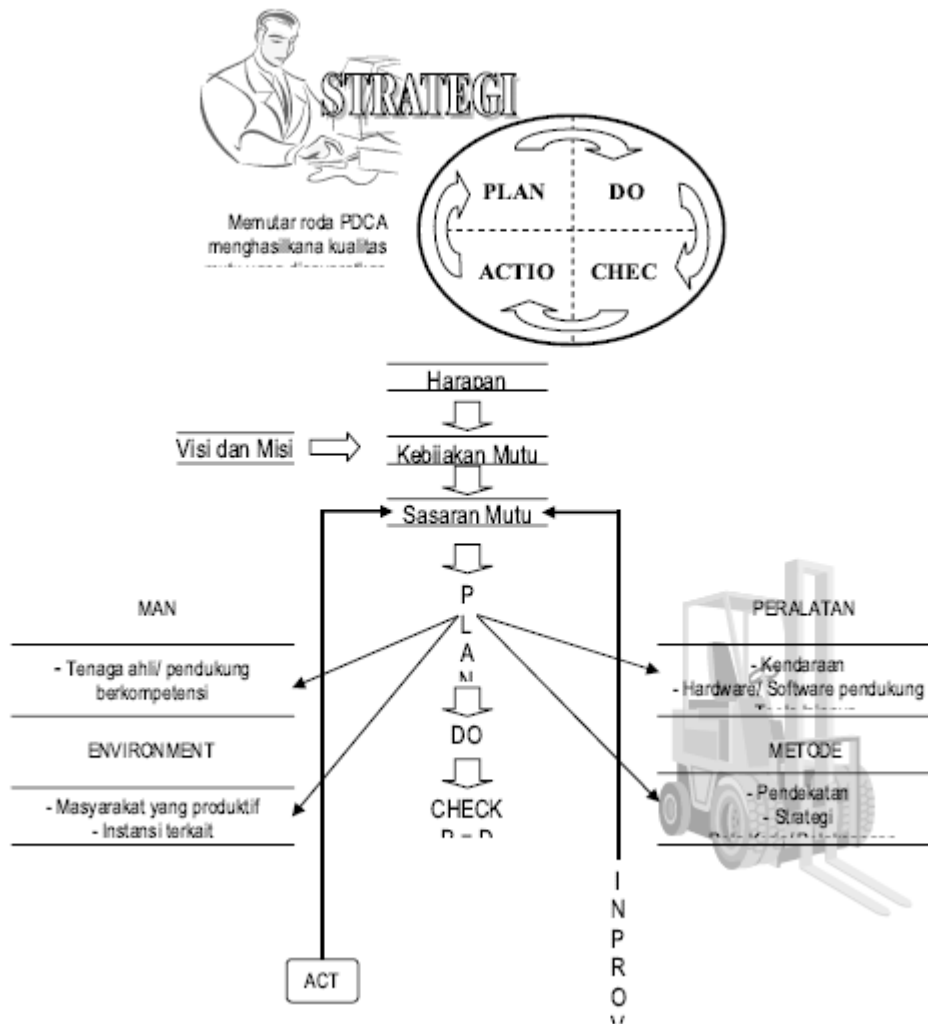 STRATEGI
PLAN
DO
ACTIO
CHEC
Memutar roda PDCA
menghasilkana kualitas
Harapan
Visi dan Misi
Kebijakan Mutu
Sasaran Mutu
P
L
A
N
DO
CHECK
MAN
- Tenaga ahli/ pendukung
berkompetensi
ENVIRONMENT
- Masyarakat yang produktif
- Instansi terkait
PERALATAN
- Kendaraan
- Hardware/ Software pendukung
METODE
- Pendekatan
- Strategi
ACT
I
N
P
R
O